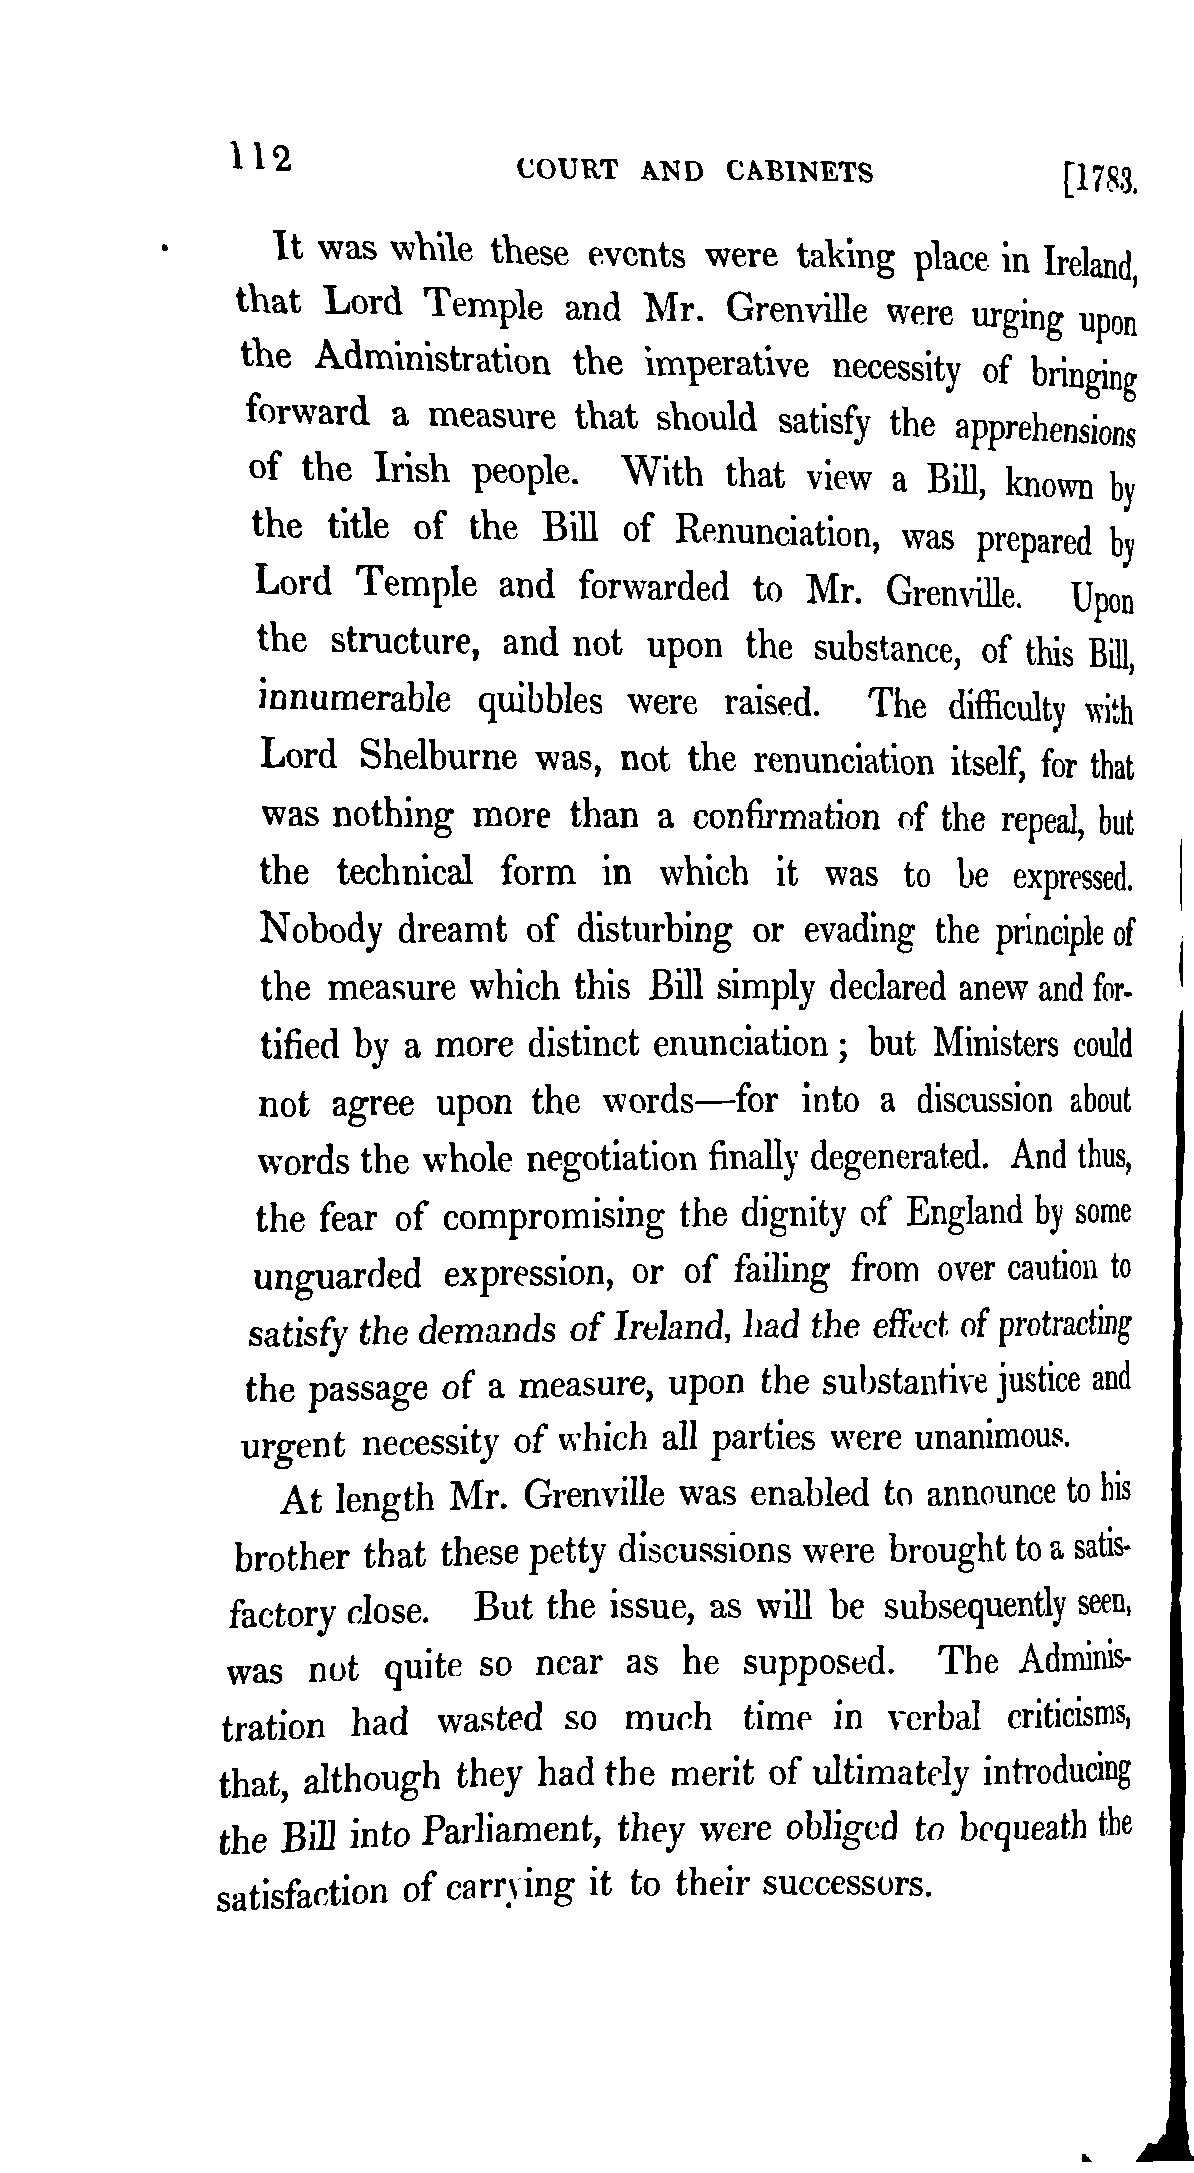 112 COURT AND CABINETS [1783.
It was while these events were taking place in Ireland,
that Lord Temple and Mr. Grenville were urging upon
the Administration the imperative necessity of bringing
forward a measure that should satisfy the apprehensions
of the Irish people. With that view a Bill, known by
the title of the Bill of Renunciation, was prepared by
Lord Temple and forwarded to Mr. Grenville. Upon
the structure, and not upon the substance, of this Bill,
innumerable quibbles were raised. The difficulty with
Lord Shelburne was, not the renunciation itself, for that
was nothing more than a confirmation of the repeal, but
the technical form in which it was to be expressed.
Nobody dreamt of disturbing or evading the principle of
the measure which this Bill simply declared anew and for-
tified by a more distinct enunciation ; but Ministers could
not agree upon the words—for into a discussion about
words the whole negotiation finally degenerated. And thus,
the fear of compromising the dignity of England by some
unguarded expression, or of failing from over caution to
satisfy the demands of Ireland, had the effect of protracting
the passage of a measure, upon the substantive justice and
urgent necessity of which all parties were unanimous.
At length Mr. Grenville was enabled to announce to his
brother that these petty discussions were brought to a satis-
factory close. But the issue, as will be subsequently seen,
was not quite so near as he supposed. The Adminis-
tration had wasted so much time in verbal criticisms,
that, although they had the merit of ultimately introducing
the Bill into Parliament, they were obliged to bequeath the
satisfaction of carrying it to their successors.